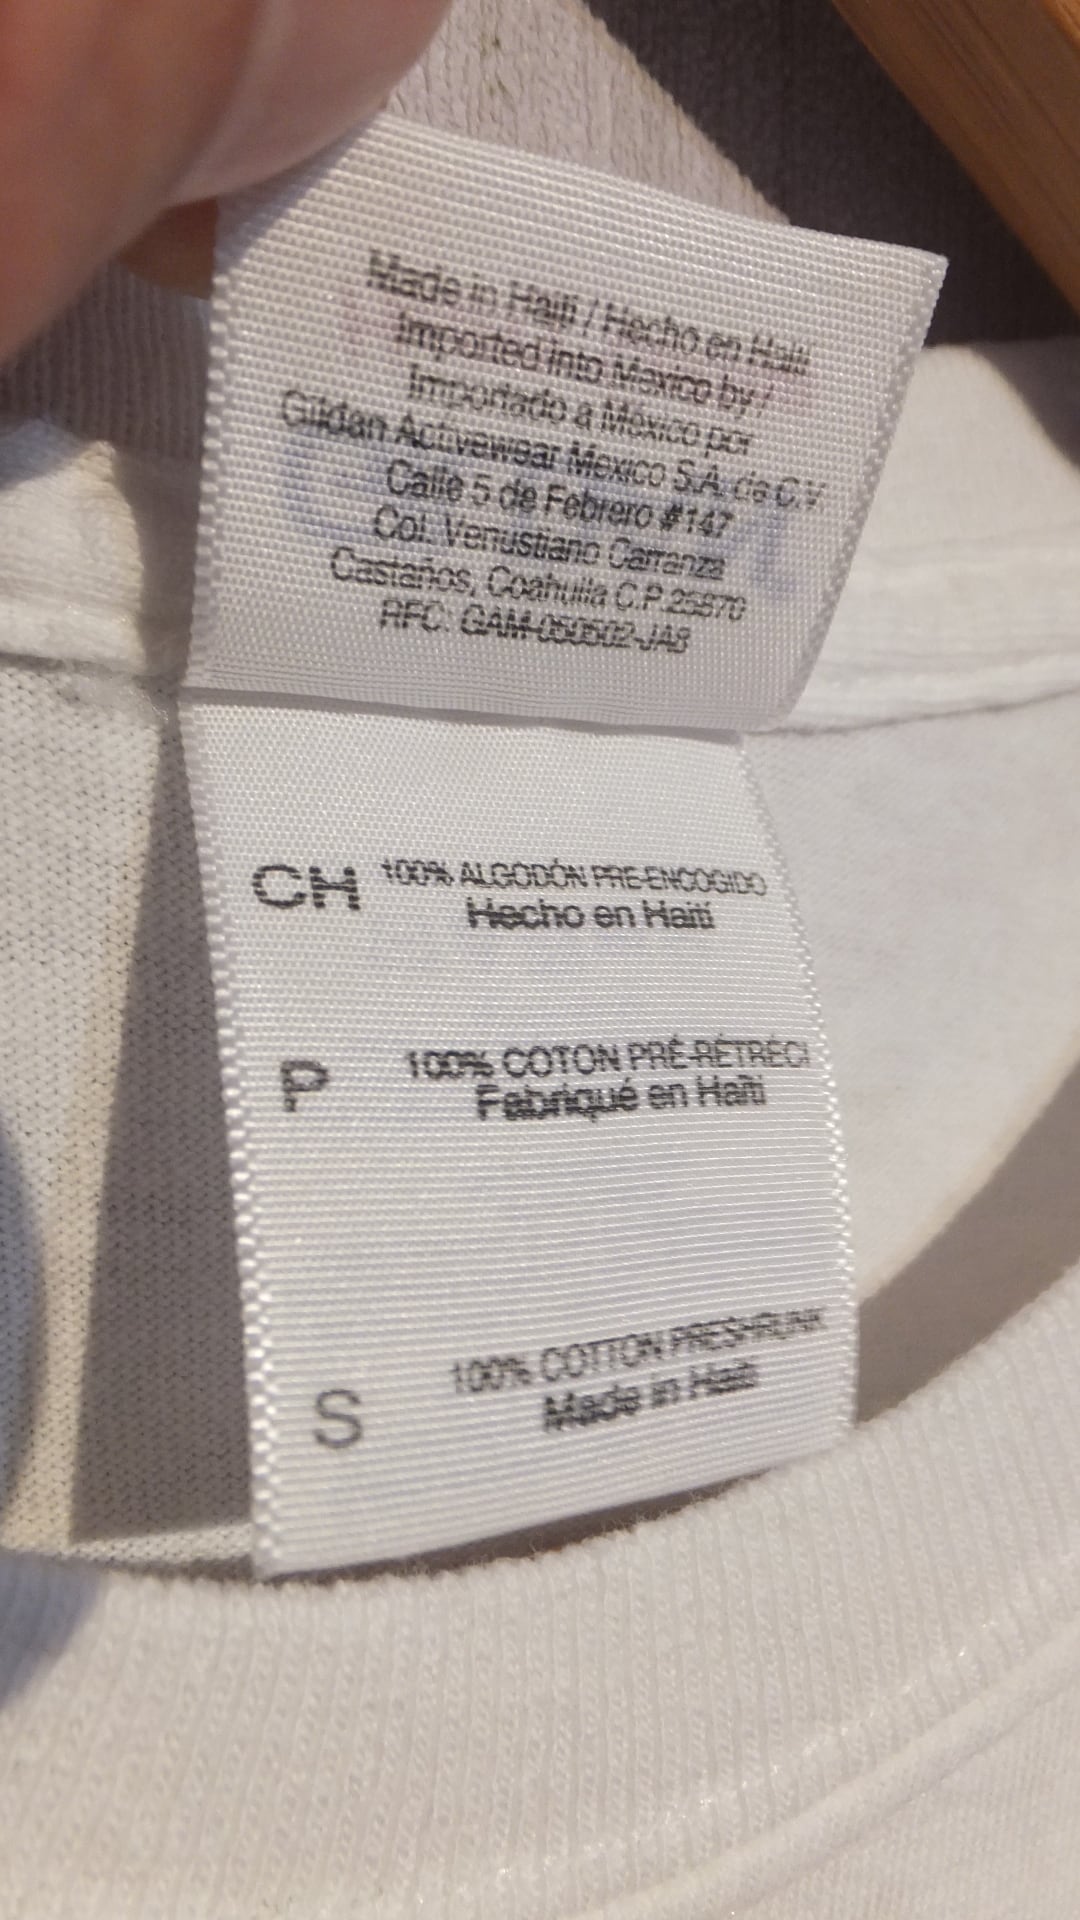 Made in Haiti / Hecho en Haití
Imported into Mexico by /
Importado a México por
Gildan Activewear Mexico S.A. de C.V
Calle 5 de Febrero #147
Col. Venustiano Carranza
Castaños, Coahuila C.P.25870
RFC: GAM-050502-JA8
CH 100% ALGODÓN PRE-ENCOGIDO
Hecho en Haití
P 100% COTON PRÉ-RÉTRÉCI
Fabriqué en Haïti
S 100% COTTON PRESHRUNK
Made in Haiti